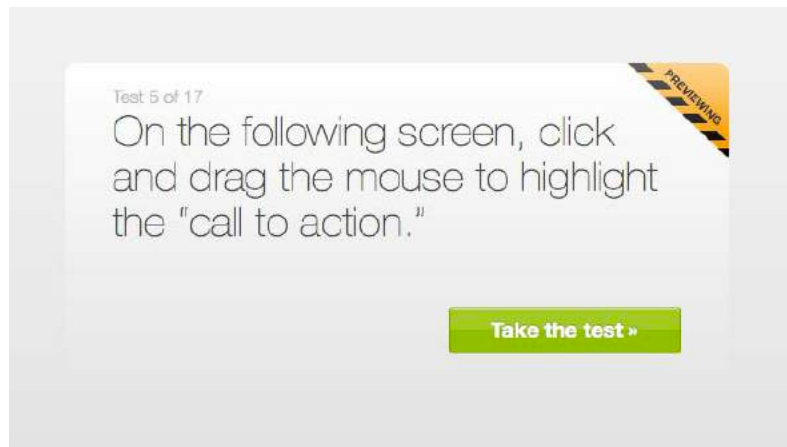 Test 5 of 17
PREVIEWING
On the following screen, click
and drag the mouse to highlight
the "call to action."
Take the test »